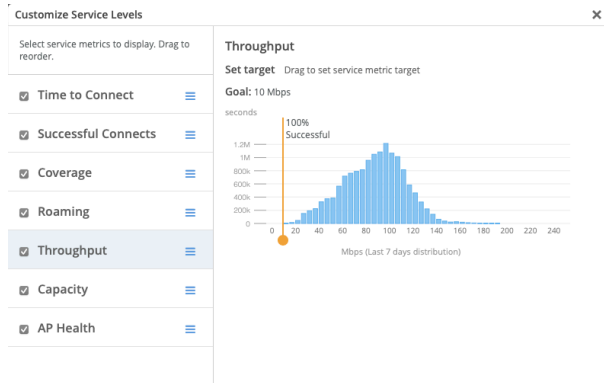 Customize Service Levels
Select service metrics to display. Drag to
reorder.
Time to Connect
Successful Connects
Coverage
Roaming
Throughput
Capacity
AP Health
Throughput
Set target Drag to set service metric target
Goal: 10 Mbps
seconds
100%
Successful
1.2M
1M
800k
600k
400k
200k
0
0 20 40 60 80 100 120 140 160 180 200 220 240
Mbps (Last 7 days distribution)